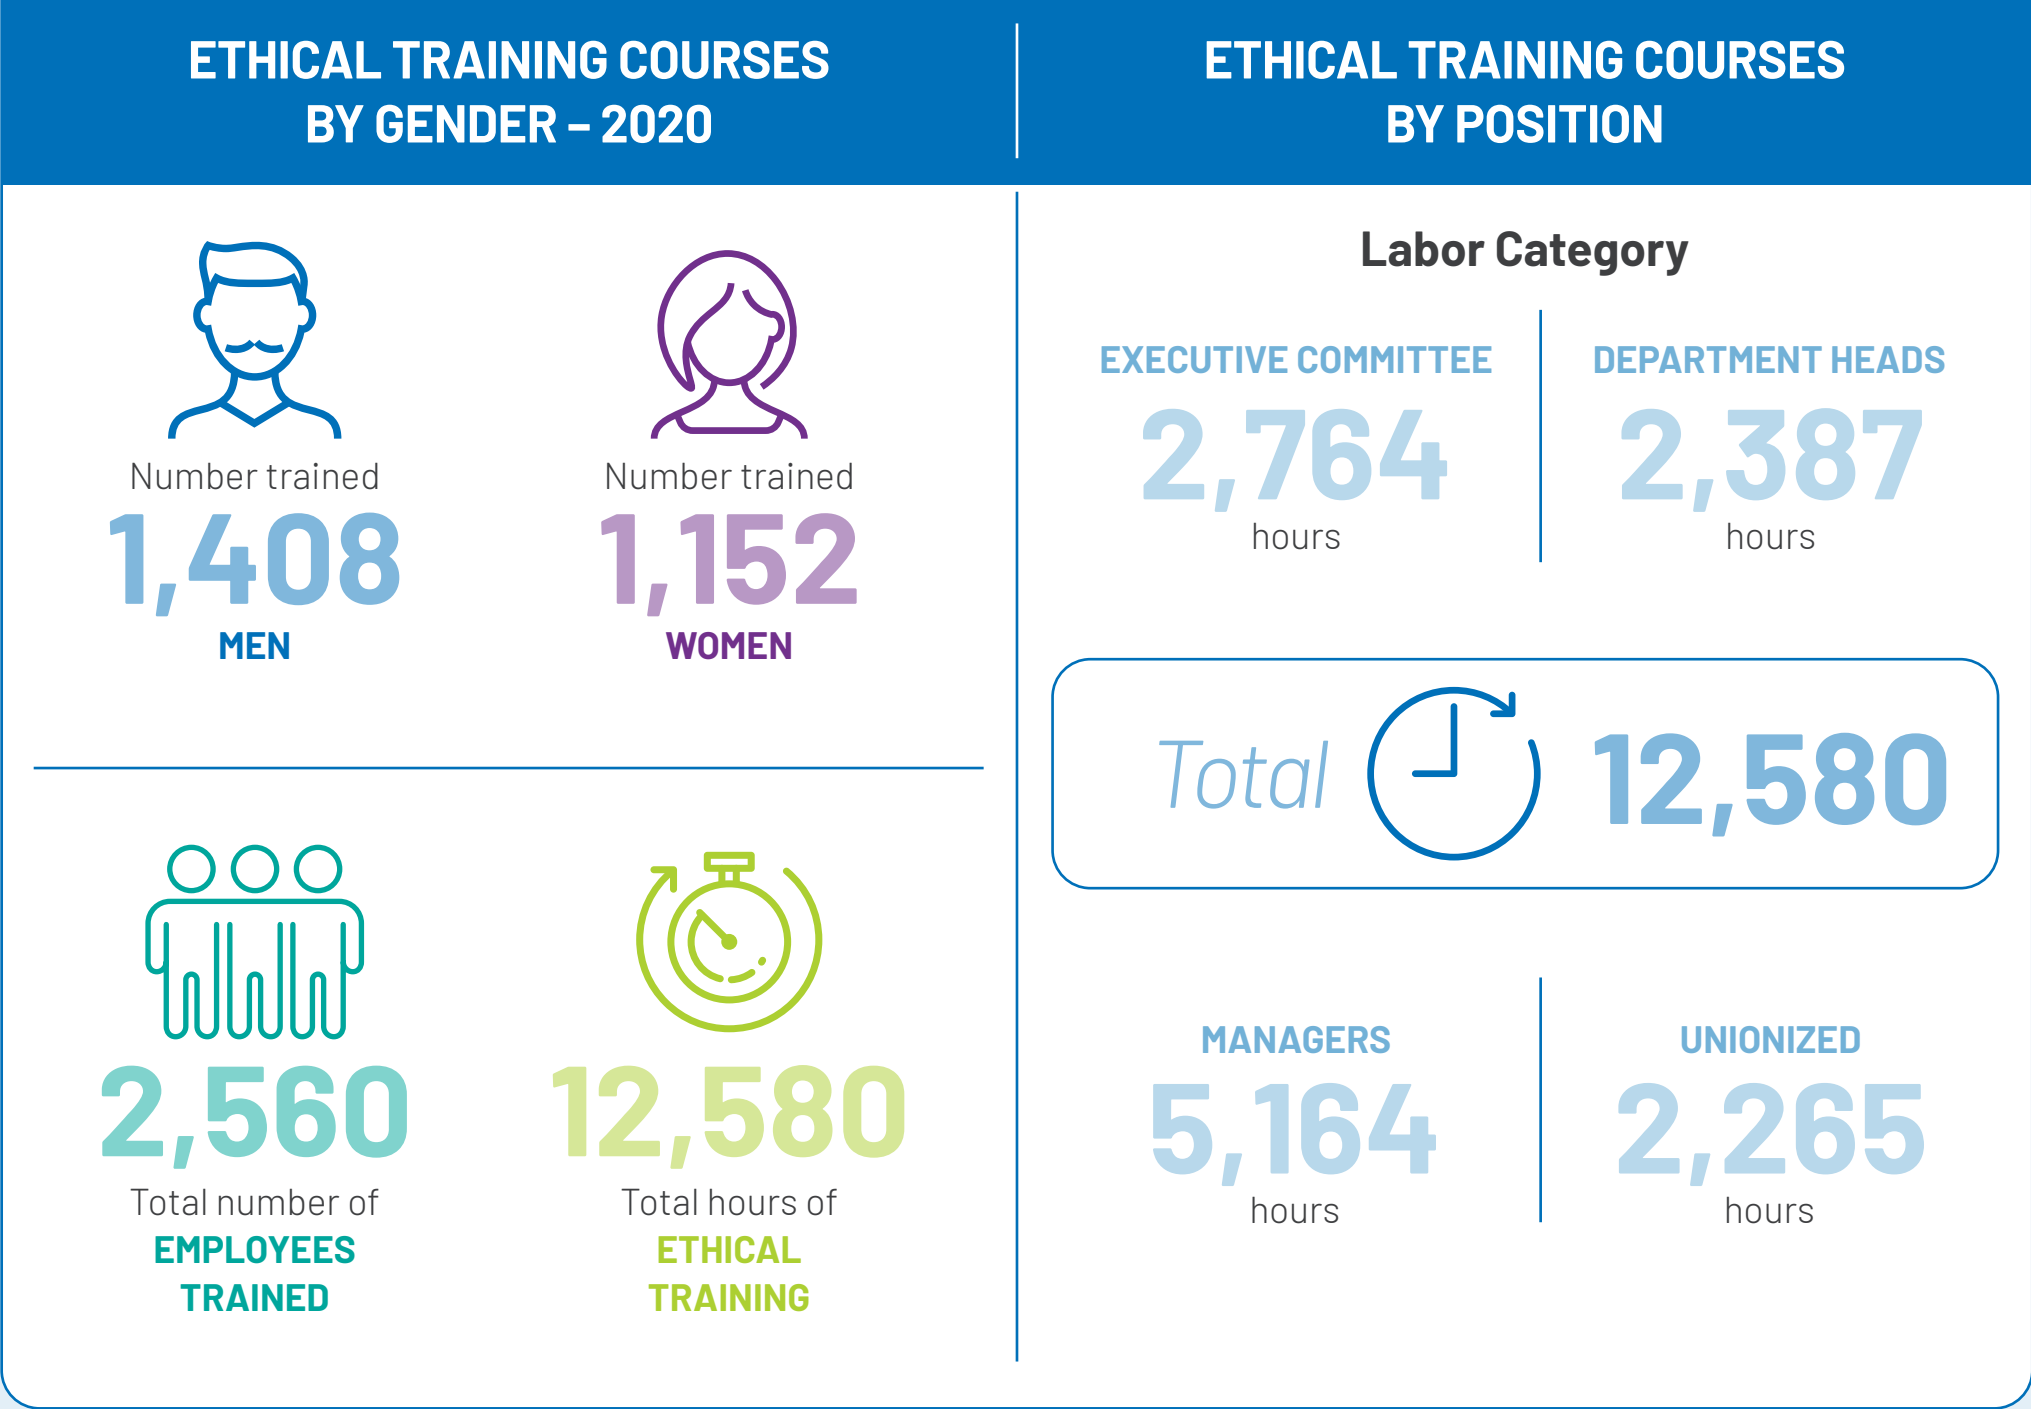 ETHICAL TRAINING COURSES
BY GENDER – 2020
Number trained
1,408
MEN
Number trained
1,152
WOMEN
2,560
Total number of
EMPLOYEES
TRAINED
12,580
Total hours of
ETHICAL
TRAINING
ETHICAL TRAINING COURSES
BY POSITION
Labor Category
EXECUTIVE COMMITTEE
2,764
hours
DEPARTMENT HEADS
2,387
hours
Total 12,580
MANAGERS
5,164
hours
UNIONIZED
2,265
hours